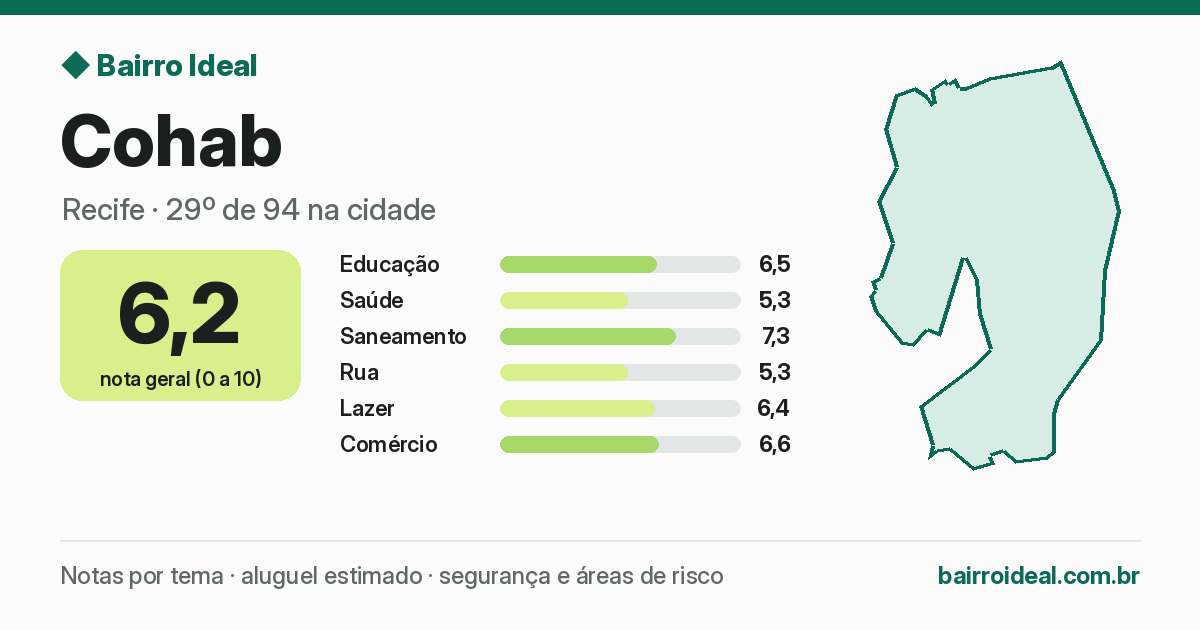 Bairro Ideal
Cohab
Recife · 29º de 94 na cidade
6,2
nota geral (0 a 10)
Educação 6,5
Saúde 5,3
Saneamento 7,3
Rua 5,3
Lazer 6,4
Comércio 6,6
Notas por tema · aluguel estimado · segurança e áreas de risco
bairroideal.com.br